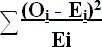 ∑(Oᵢ - Eᵢ)²
Ei